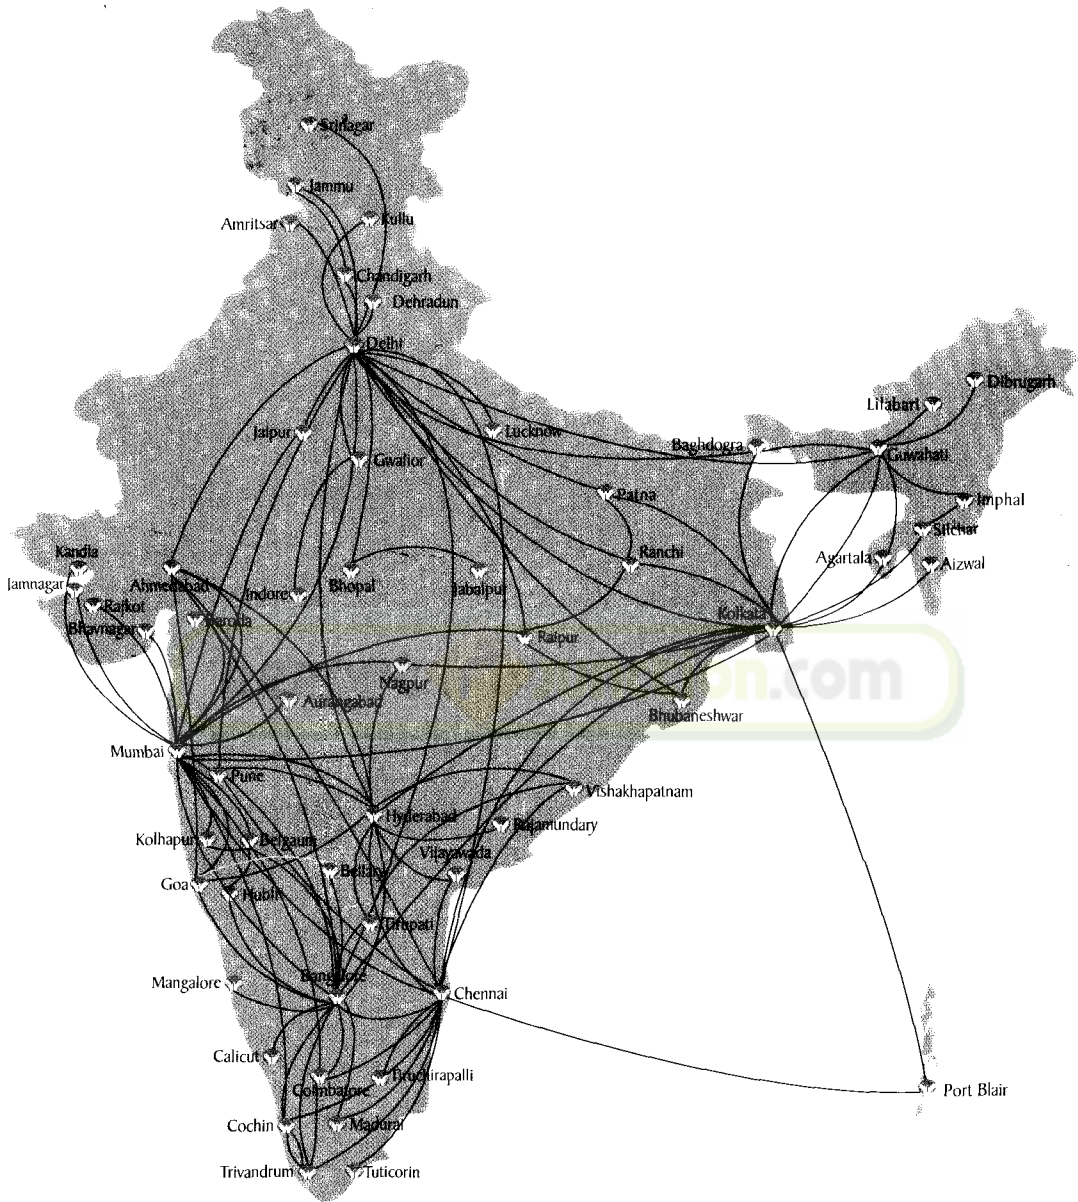 Srinagar
Jammu
Amritsar
Kullu
Chandigarh
Dehradun
Delhi
Dibrugarh
Lilabari
Jaipur
Lucknow
Baghdogra
Guwahati
Gwalior
Patna
Imphal
Silchar
Kandla
Ranchi
Agartala
Aizwal
Jamnagar
Ahmedabad
Indore
Bhopal
Jabalpur
Rajkot
Kolkata
Bhavnagar
Baroda
Raipur
Nagpur
.com
Aurangabad
Bhubaneshwar
Mumbai
Pune
Vishakhapatnam
Hyderabad
Rajamundary
Kolhapur
Belgaum
Vijayawada
Bellary
Goa
Hubli
Tirupati
Bangalore
Mangalore
Chennai
Calicut
Tiruchirapalli
Coimbatore
Port Blair
Cochin
Madurai
Trivandrum
Tuticorin